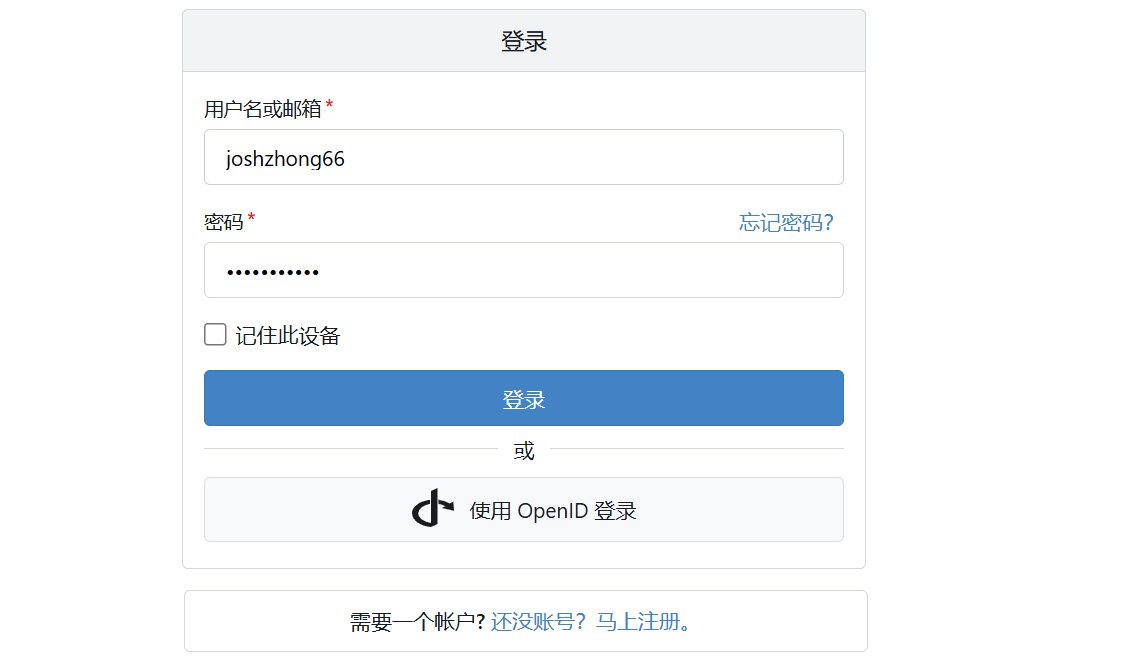 登录
用户名或邮箱*
joshzhong66
密码* 忘记密码?
•••••••••••
记住此设备
登录
或
使用 OpenID 登录
需要一个帐户? 还没账号？马上注册。